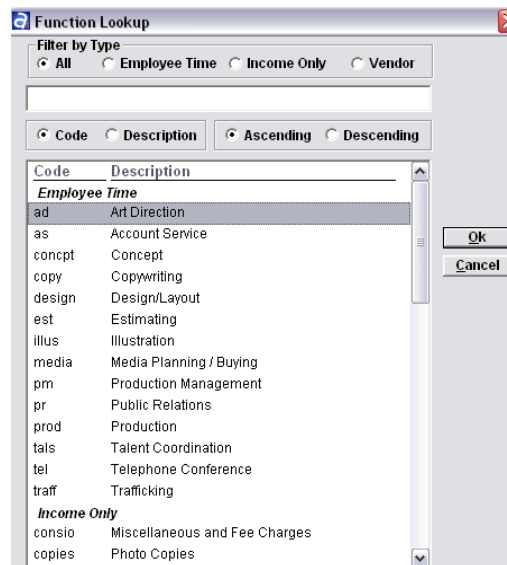 Function Lookup
Filter by Type
All Employee Time Income Only Vendor
Code Description Ascending Descending
Code Description
Employee Time
ad Art Direction
as Account Service
concpt Concept
copy Copywriting
design Design/Layout
est Estimating
illus Illustration
media Media Planning / Buying
pm Production Management
pr Public Relations
prod Production
tals Talent Coordination
tel Telephone Conference
traff Trafficking
Income Only
consio Miscellaneous and Fee Charges
copies Photo Copies
Ok
Cancel